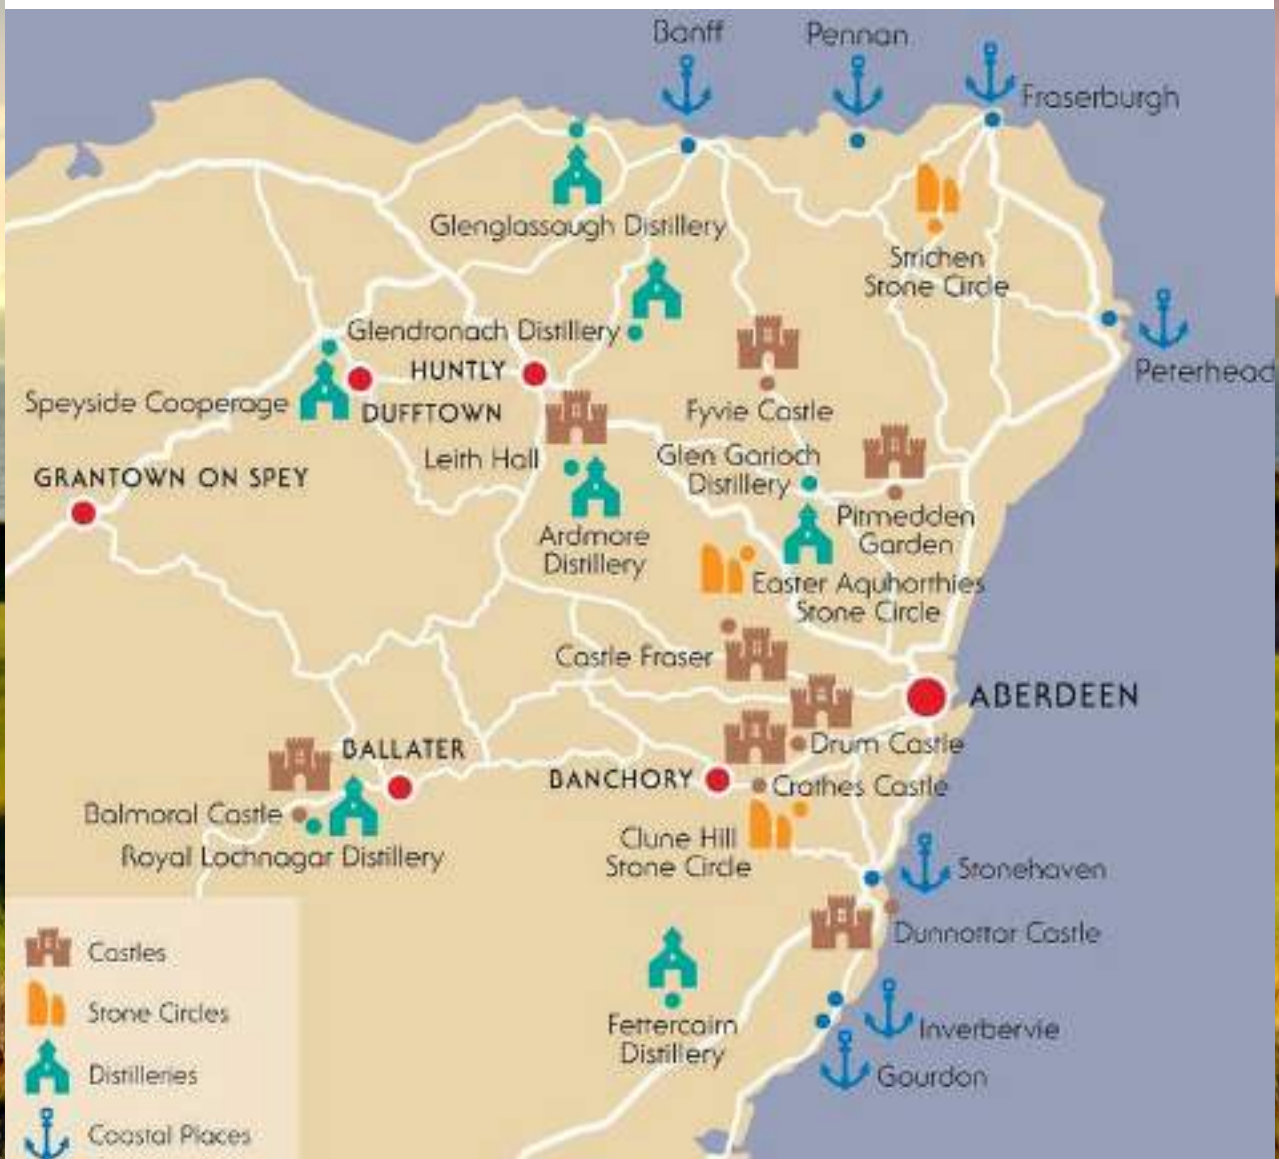 Banff
Pennan
Fraserburgh
Glenglassaugh Distillery
Strichen
Stone Circle
Glendronach Distillery
Peterhead
HUNTLY
Speyside Cooperage
DUFFTOWN
Fyvie Castle
Leith Hall
Glen Garioch
Distillery
GRANTOWN ON SPEY
Pitmedden
Garden
Ardmore
Distillery
Easter Aquhorthies
Stone Circle
Castle Fraser
ABERDEEN
Drum Castle
BALLATER
BANCHORY
Crathes Castle
Balmoral Castle
Royal Lochnagar Distillery
Clune Hill
Stone Circle
Stonehaven
Dunnottar Castle
Castles
Stone Circles
Distilleries
Coastal Places
Fettercairn
Distillery
Inverbervie
Gourdon